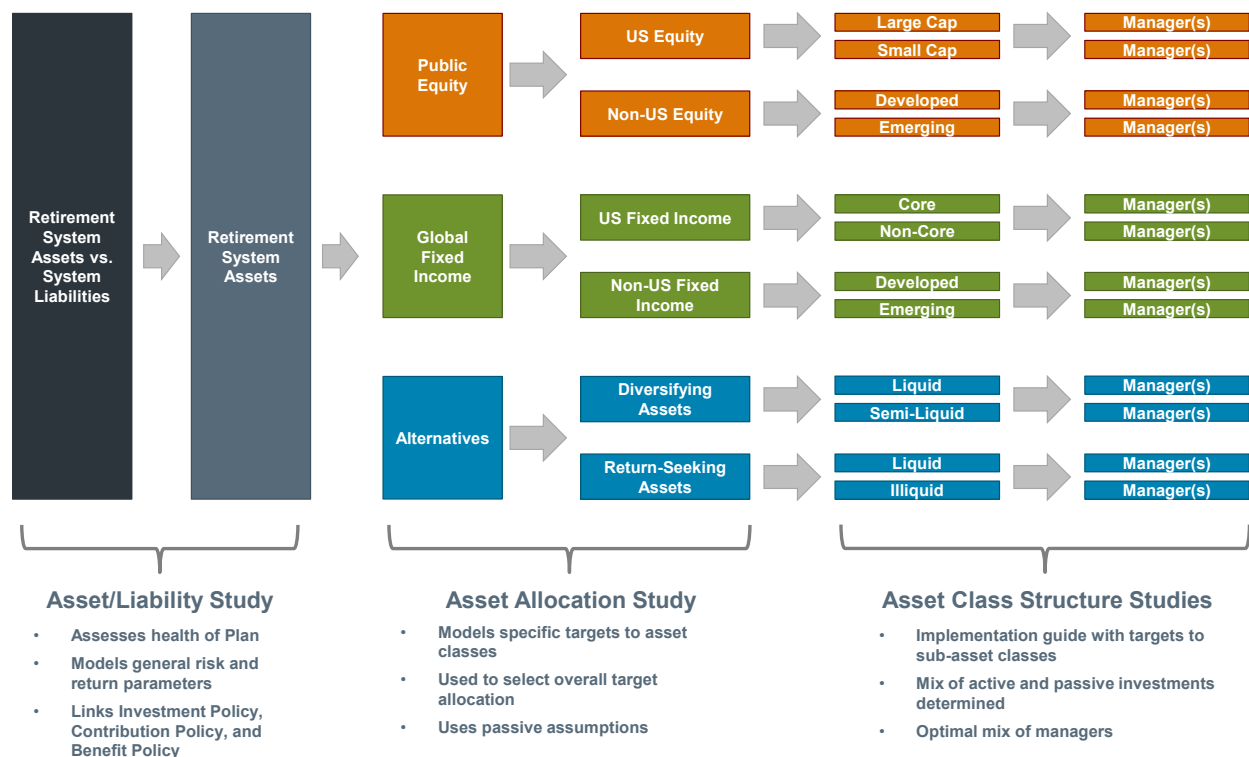 Retirement
System
Assets vs.
System
Liabilities
Retirement
System
Assets
Public
Equity
US Equity
Large Cap
Small Cap
Manager(s)
Manager(s)
Non-US Equity
Developed
Emerging
Manager(s)
Manager(s)
Global
Fixed
Income
US Fixed Income
Core
Non-Core
Manager(s)
Manager(s)
Non-US Fixed
Income
Developed
Emerging
Manager(s)
Manager(s)
Alternatives
Diversifying
Assets
Liquid
Semi-Liquid
Manager(s)
Manager(s)
Return-Seeking
Assets
Liquid
Illiquid
Manager(s)
Manager(s)
Asset/Liability Study
• Assesses health of Plan
• Models general risk and
return parameters
• Links Investment Policy,
Contribution Policy, and
Benefit Policy
Asset Allocation Study
• Models specific targets to asset
classes
• Used to select overall target
allocation
• Uses passive assumptions
Asset Class Structure Studies
• Implementation guide with targets to
sub-asset classes
• Mix of active and passive investments
determined
• Optimal mix of managers